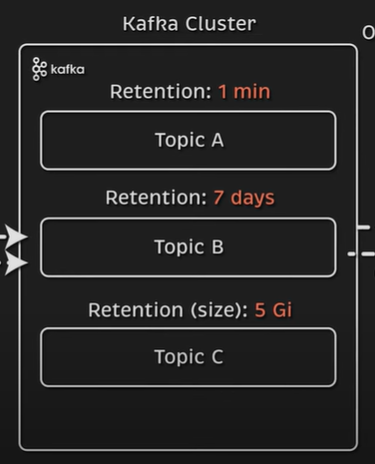 Kafka Cluster
O
kafka
Retention: 1 min
Topic A
Retention: 7 days
Topic B
Retention (size): 5 Gi
Topic C